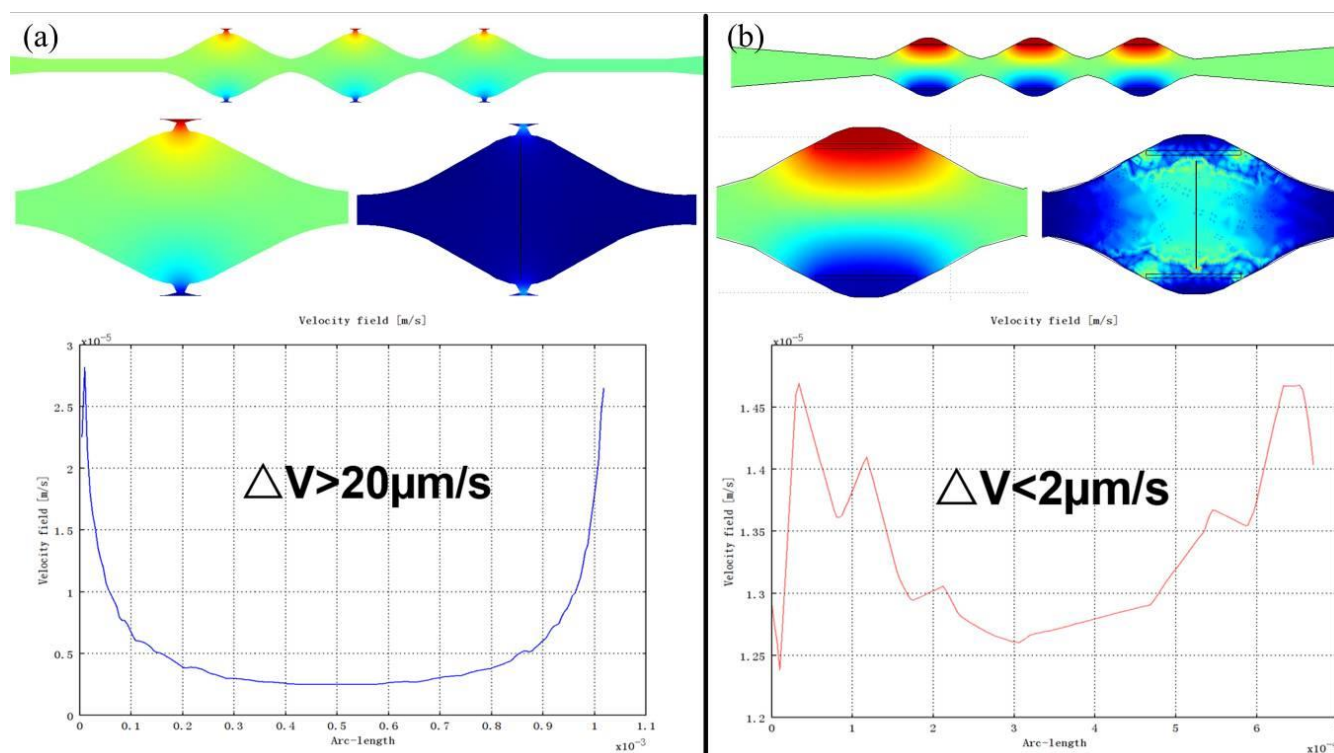 (a)
(b)
Velocity field [m/s]
x10⁻⁵
3
2.5
2
1.5
1
0.5
0
Velocity field [m/s]
△V>20µm/s
0 0.1 0.2 0.3 0.4 0.5 0.6 0.7 0.8 0.9 1 1.1
Arc-length
x10⁻³
Velocity field [m/s]
x10⁻⁵
1.45
1.4
1.35
1.3
1.25
1.2
Velocity field [m/s]
△V<2µm/s
0 1 2 3 4 5 6
Arc-length